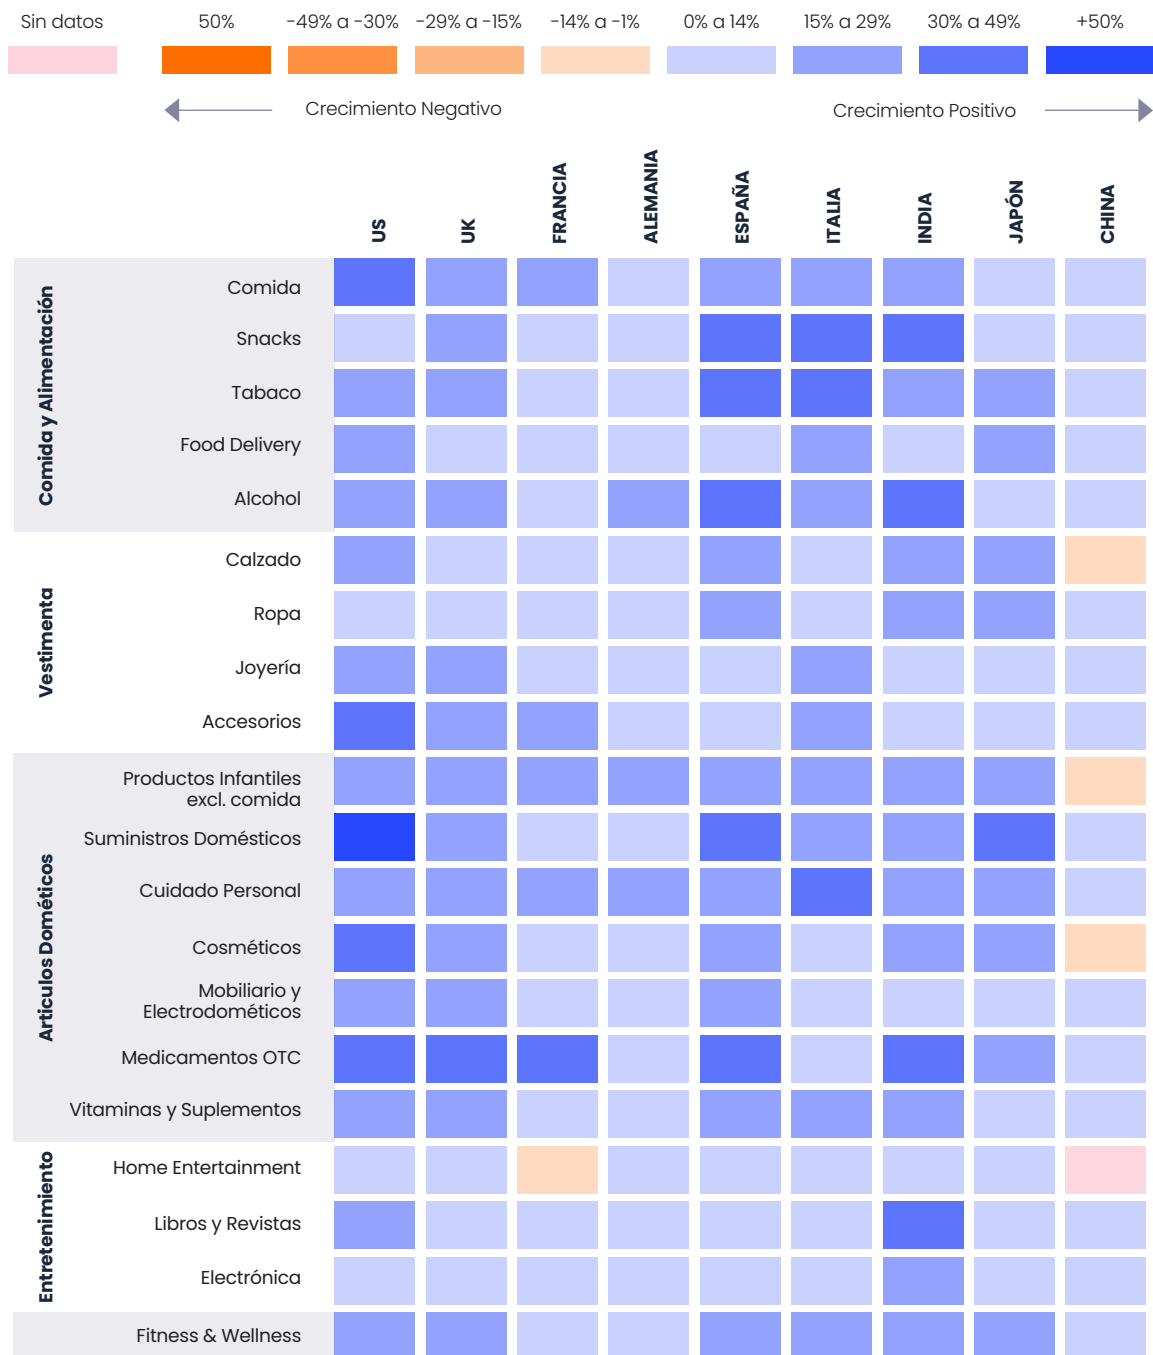 Sin datos 50% -49% a -30% -29% a -15% -14% a -1% 0% a 14% 15% a 29% 30% a 49% +50%
Crecimiento Negativo Crecimiento Positivo
US UK FRANCIA ALEMANIA ESPAÑA ITALIA INDIA JAPÓN CHINA
Comida y Alimentación
Comida
Snacks
Tabaco
Food Delivery
Alcohol
Vestimenta
Calzado
Ropa
Joyería
Accesorios
Articulos Dométicos
Productos Infantiles
excl. comida
Suministros Domésticos
Cuidado Personal
Cosméticos
Mobiliario y
Electrodométicos
Medicamentos OTC
Vitaminas y Suplementos
Entretenimiento
Home Entertainment
Libros y Revistas
Electrónica
Fitness & Wellness